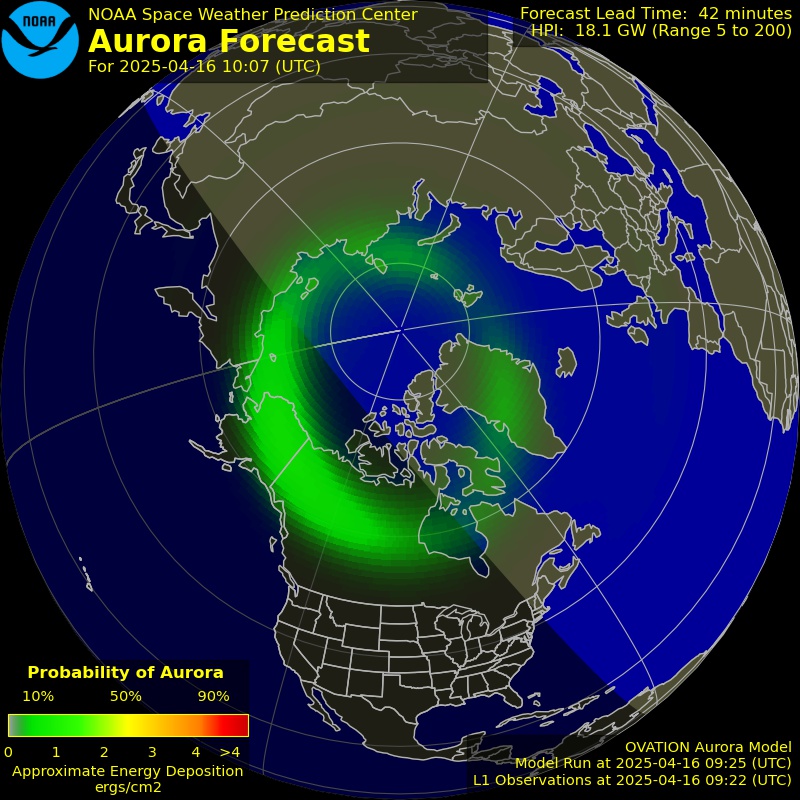 NOAA
NOAA Space Weather Prediction Center
Aurora Forecast
For 2025-04-16 10:07 (UTC)
Forecast Lead Time: 42 minutes
HPI: 18.1 GW (Range 5 to 200)
Probability of Aurora
10% 50% 90%
0 1 2 3 4 >4
Approximate Energy Deposition
ergs/cm2
OVATION Aurora Model
Model Run at 2025-04-16 09:25 (UTC)
L1 Observations at 2025-04-16 09:22 (UTC)